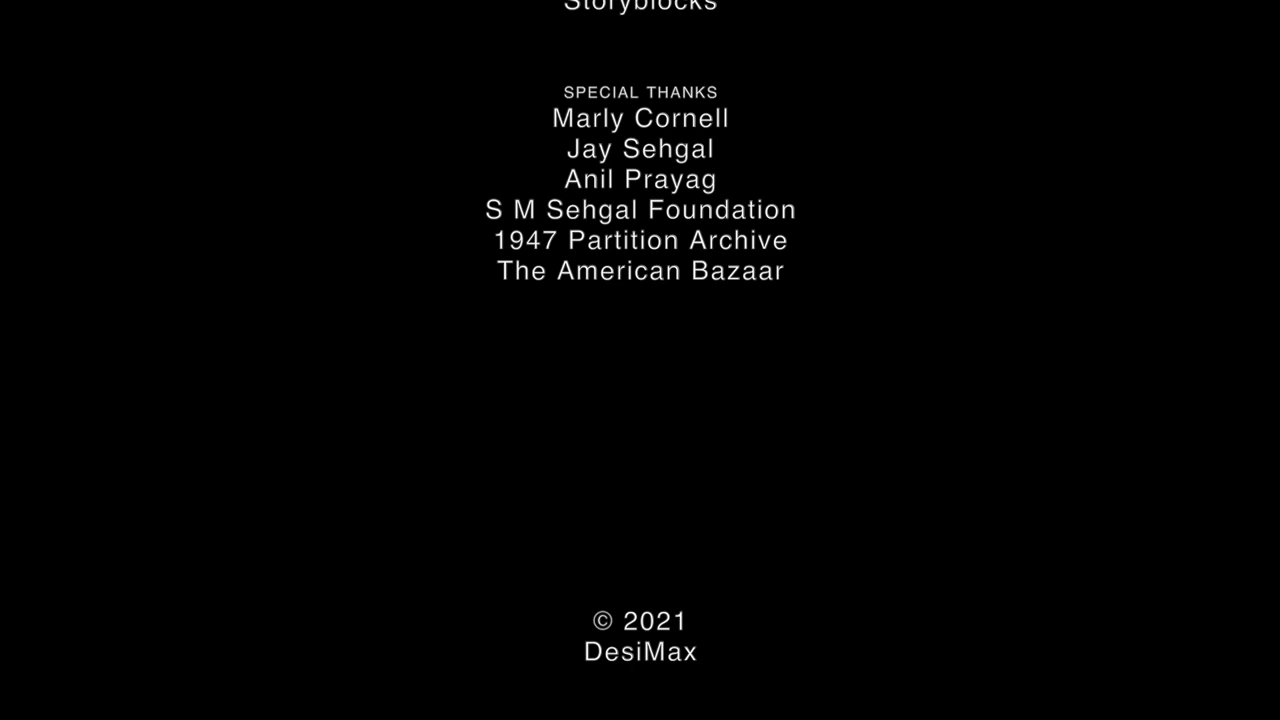 Storyblocks
SPECIAL THANKS
Marly Cornell
Jay Sehgal
Anil Prayag
S M Sehgal Foundation
1947 Partition Archive
The American Bazaar
© 2021
DesiMax